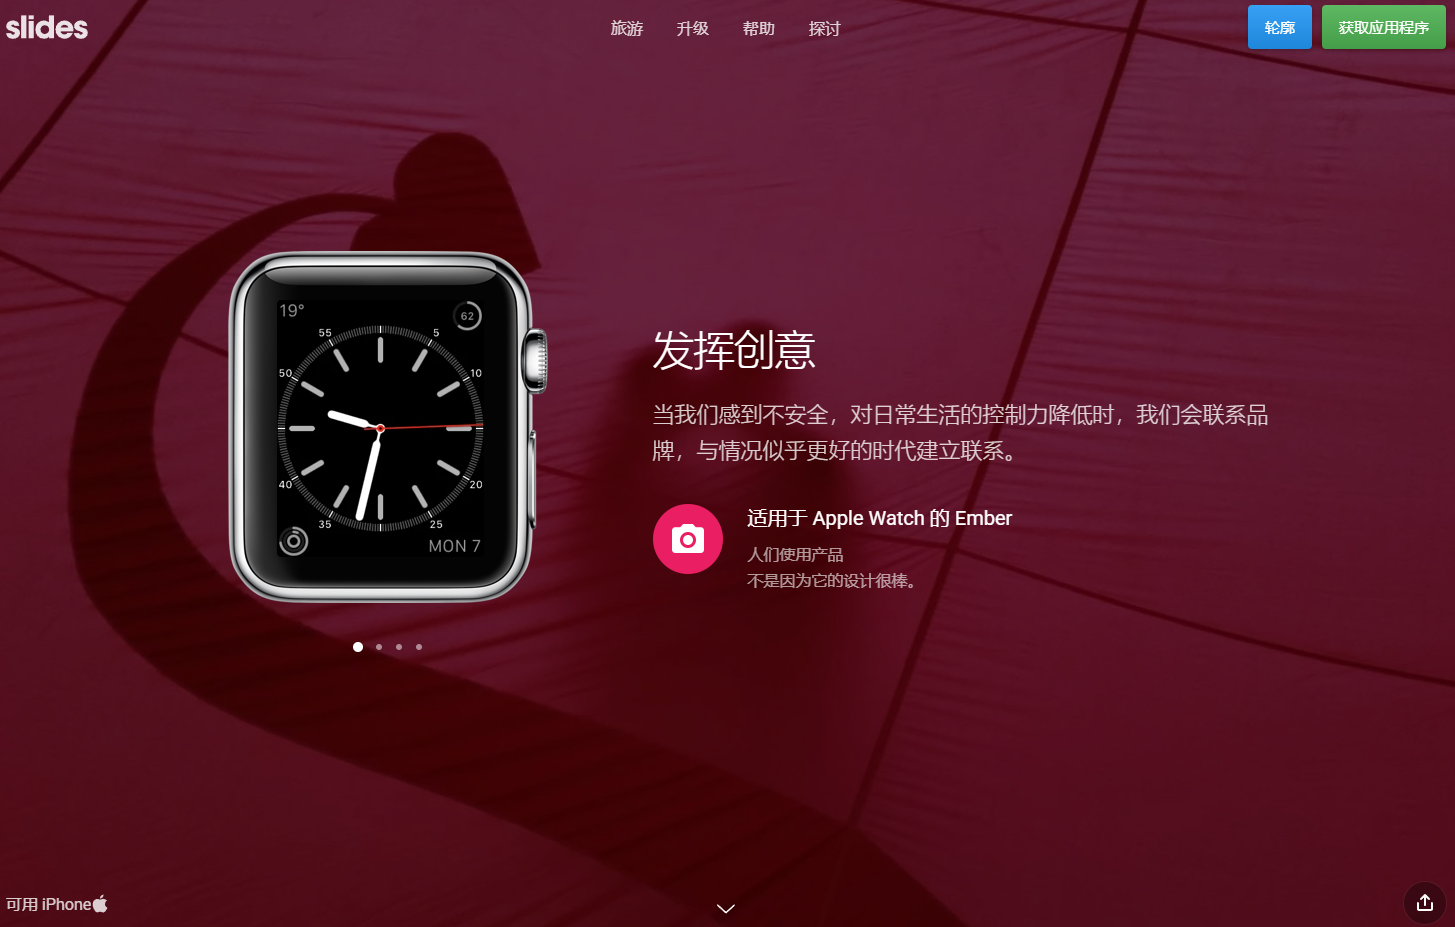 slides
旅游 升级 帮助 探讨
轮廓 获取应用程序
19°
62
55 5
50 10
40 20
35 25
MON 7
发挥创意
当我们感到不安全，对日常生活的控制力降低时，我们会联系品
牌，与情况似乎更好的时代建立联系。
适用于 Apple Watch 的 Ember
人们使用产品
不是因为它的设计很棒。
可用 iPhone